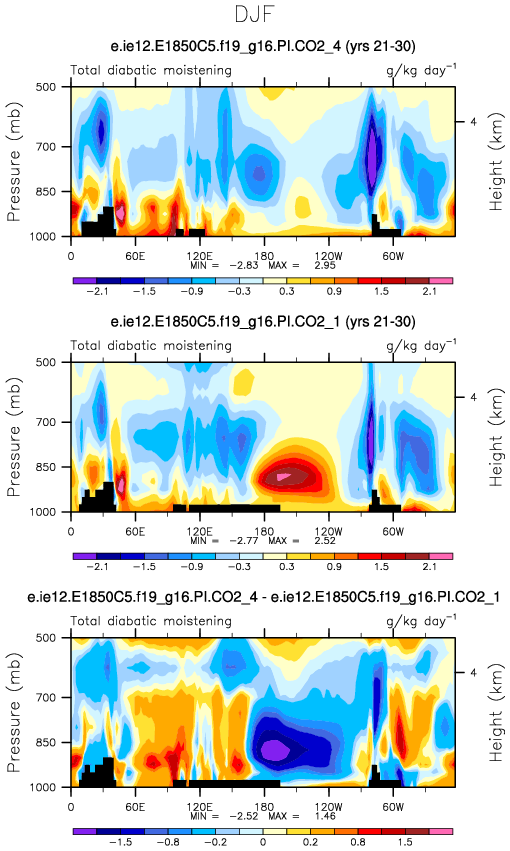 DJF
e.ie12.E1850C5.f19_g16.PI.CO2_4 (yrs 21-30)
Total diabatic moistening g/kg day⁻¹
500
700
850
1000
Pressure (mb)
4
Height (km)
0 60E 120E 180 120W 60W
MIN = -2.83 MAX = 2.95
-2.1 -1.5 -0.9 -0.3 0.3 0.9 1.5 2.1
e.ie12.E1850C5.f19_g16.PI.CO2_1 (yrs 21-30)
Total diabatic moistening g/kg day⁻¹
500
700
850
1000
Pressure (mb)
4
Height (km)
0 60E 120E 180 120W 60W
MIN = -2.77 MAX = 2.52
-2.1 -1.5 -0.9 -0.3 0.3 0.9 1.5 2.1
e.ie12.E1850C5.f19_g16.PI.CO2_4 - e.ie12.E1850C5.f19_g16.PI.CO2_1
Total diabatic moistening g/kg day⁻¹
500
700
850
1000
Pressure (mb)
4
Height (km)
0 60E 120E 180 120W 60W
MIN = -2.52 MAX = 1.46
-1.5 -0.8 -0.2 0 0.2 0.8 1.5